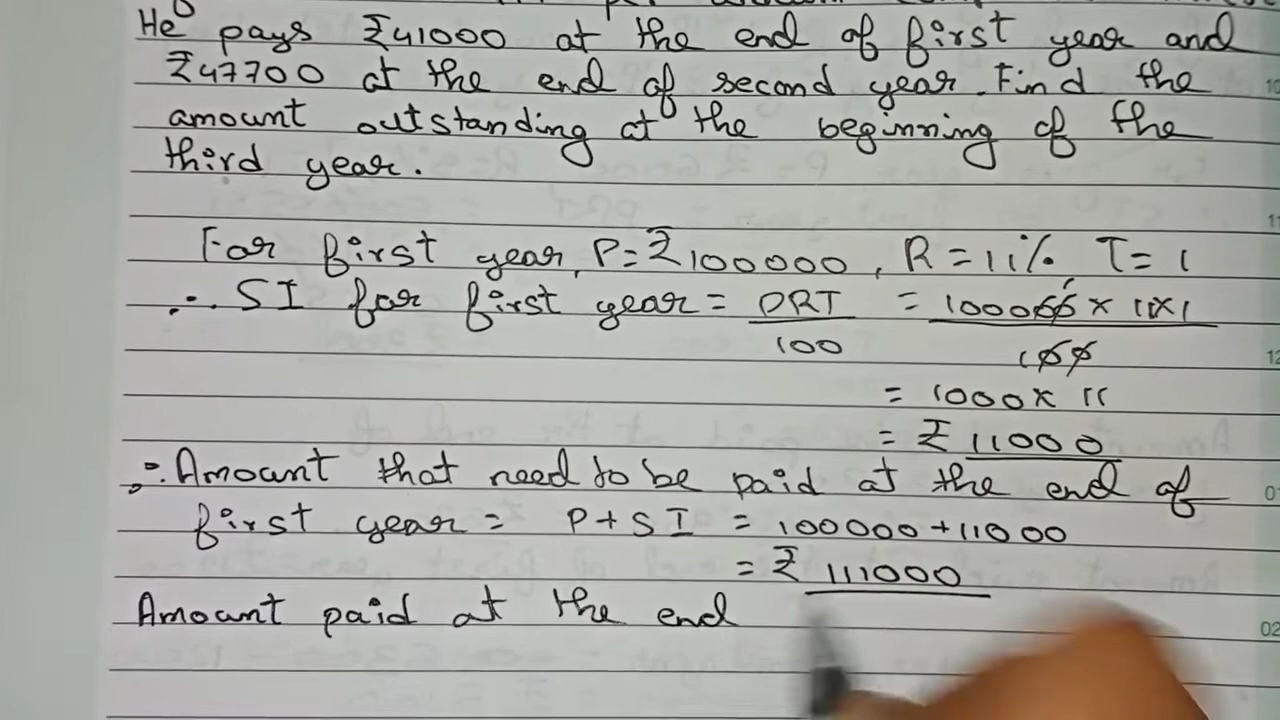 He pays ₹41000 at the end of first year and
₹47700 at the end of second year. Find the
amount outstanding at the beginning of the
third year.
For first year, P=₹100000, R=11% T=1
∴ SI for first year = PRT/100 = 100000×11×1/100
= 1000×11
= ₹11000
∴ Amount that need to be paid at the end of
first year = P+SI = 100000+11000
= ₹111000
Amount paid at the end